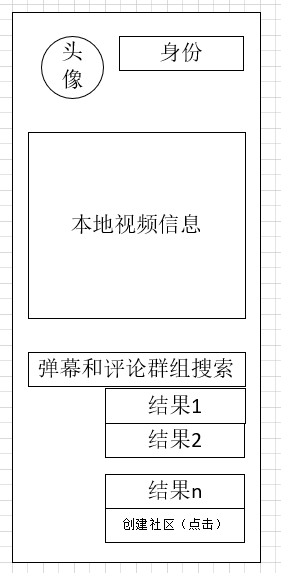 头
像
身份
本地视频信息
弹幕和评论群组搜索
结果1
结果2
结果n
创建社区（点击）